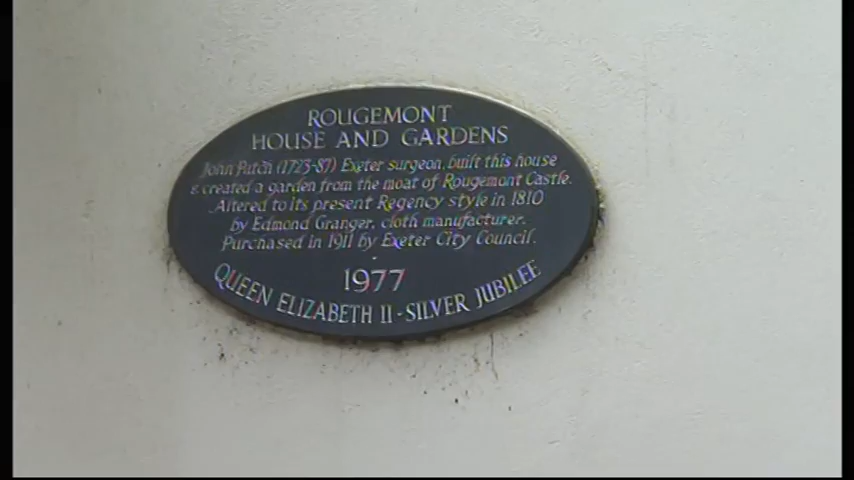 ROUGEMONT
HOUSE AND GARDENS
John Patch (1723-87) Exeter surgeon, built this house
& created a garden from the moat of Rougemont Castle.
Altered to its present Regency style in 1810
by Edmond Granger, cloth manufacturer.
Purchased in 1911 by Exeter City Council.
1977
QUEEN ELIZABETH II - SILVER JUBILEE